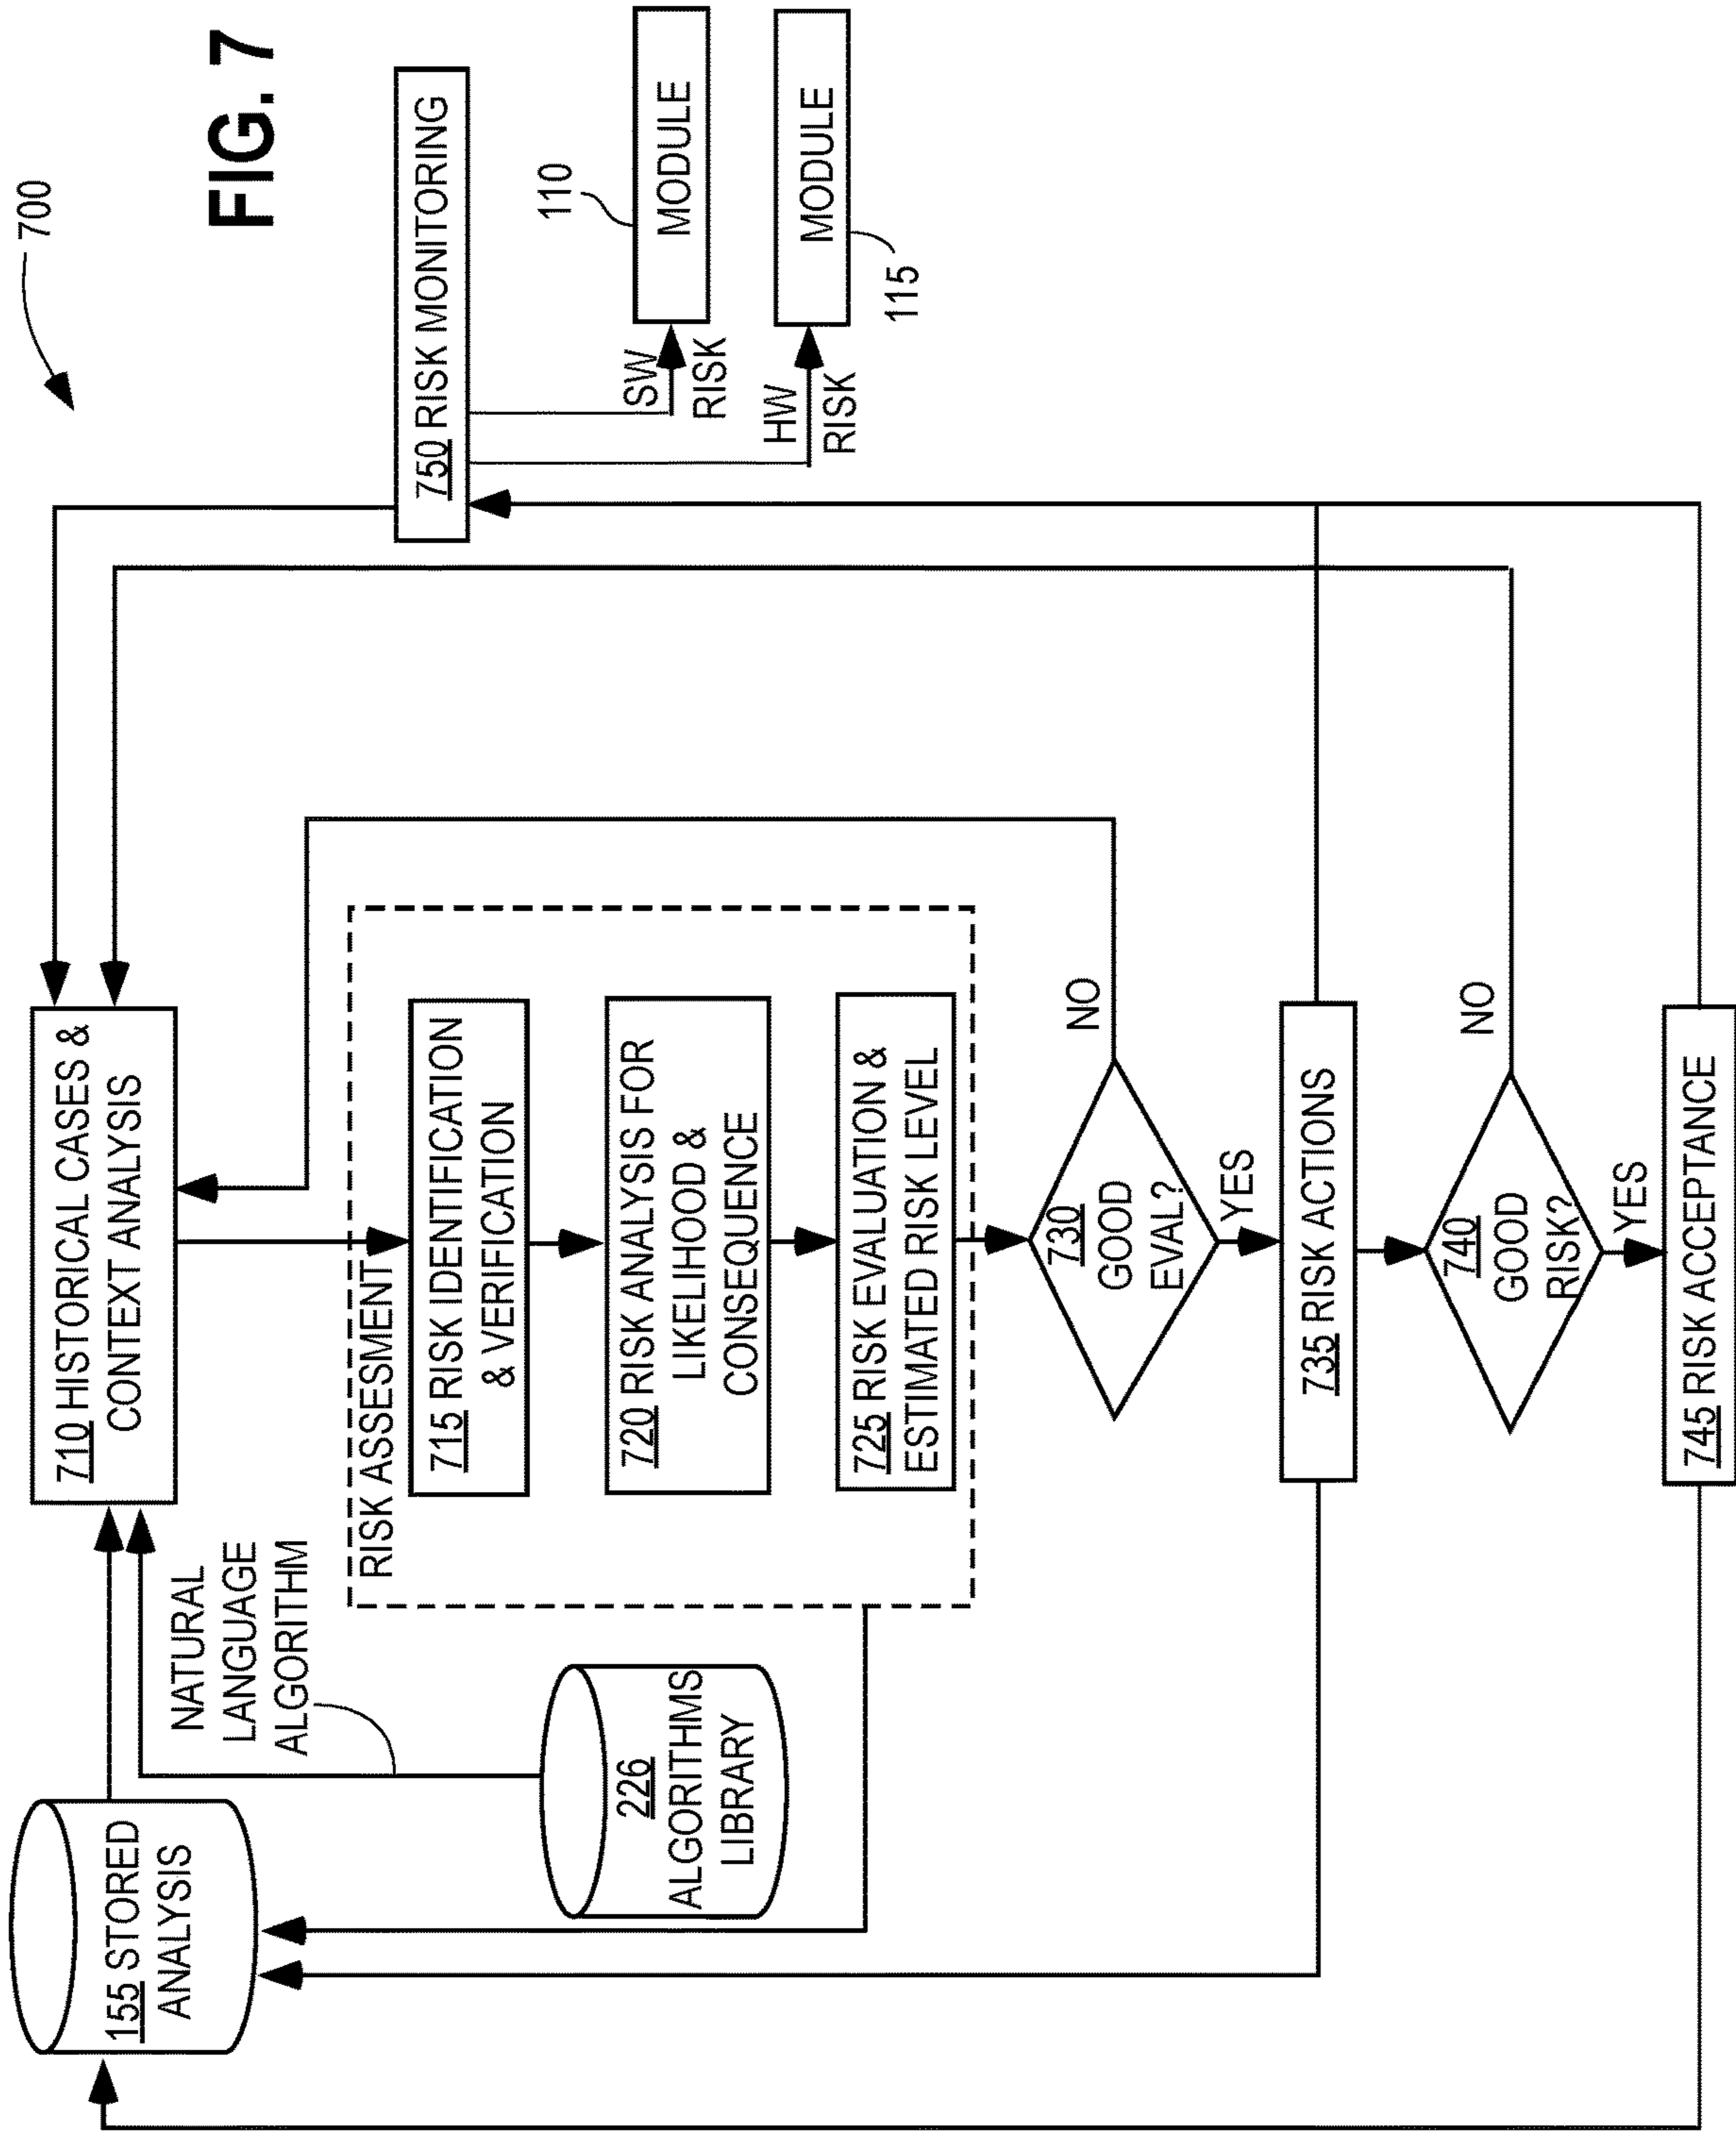 700
FIG. 7
155 STORED
ANALYSIS
NATURAL
LANGUAGE
ALGORITHM
710 HISTORICAL CASES &
CONTEXT ANALYSIS
750 RISK MONITORING
SW
RISK
110
MODULE
HW
RISK
MODULE
115
226
ALGORITHMS
LIBRARY
RISK ASSESMENT
715 RISK IDENTIFICATION
& VERIFICATION
720 RISK ANALYSIS FOR
LIKELIHOOD &
CONSEQUENCE
725 RISK EVALUATION &
ESTIMATED RISK LEVEL
730
GOOD
EVAL?
NO
YES
735 RISK ACTIONS
740
GOOD
RISK?
NO
YES
745 RISK ACCEPTANCE